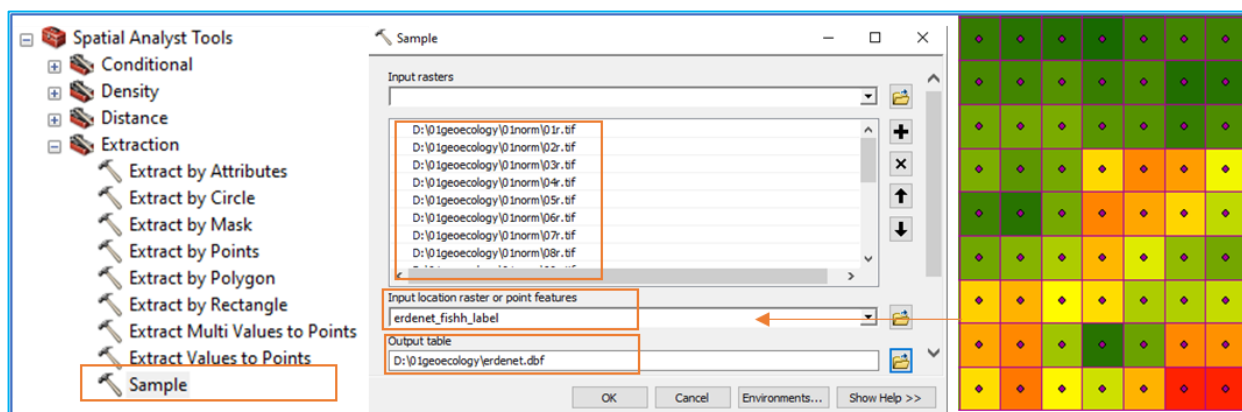 Spatial Analyst Tools
Conditional
Density
Distance
Extraction
Extract by Attributes
Extract by Circle
Extract by Mask
Extract by Points
Extract by Polygon
Extract by Rectangle
Extract Multi Values to Points
Extract Values to Points
Sample
Sample
Input rasters
D:\01geoecology\01norm\01r.tif
D:\01geoecology\01norm\02r.tif
D:\01geoecology\01norm\03r.tif
D:\01geoecology\01norm\04r.tif
D:\01geoecology\01norm\05r.tif
D:\01geoecology\01norm\06r.tif
D:\01geoecology\01norm\07r.tif
D:\01geoecology\01norm\08r.tif
Input location raster or point features
erdenet_fishh_label
Output table
D:\01geoecology\erdenet.dbf
OK Cancel Environments... Show Help >>